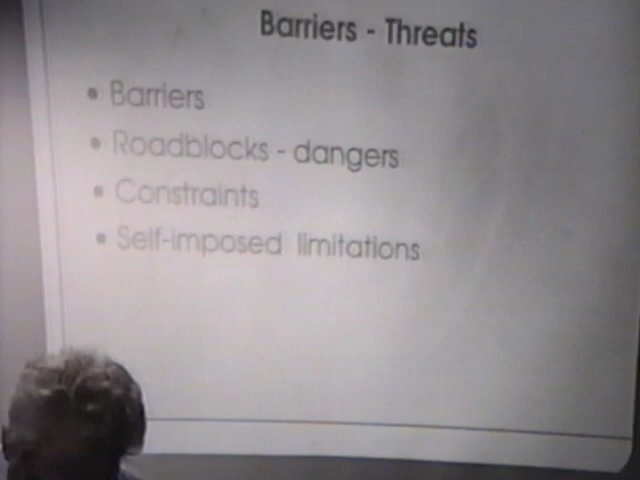 Barriers - Threats
• Barriers
• Roadblocks - dangers
• Constraints
• Self-imposed limitations